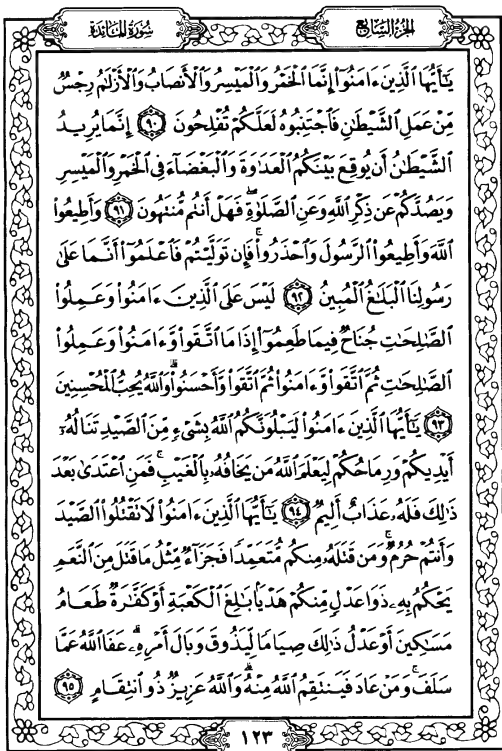 الجزء السابع
سورة المائدة
يَٰٓأَيُّهَا ٱلَّذِينَ ءَامَنُوٓا۟ إِنَّمَا ٱلْخَمْرُ وَٱلْمَيْسِرُ وَٱلْأَنصَابُ وَٱلْأَزْلَٰمُ رِجْسٌ
مِّنْ عَمَلِ ٱلشَّيْطَٰنِ فَٱجْتَنِبُوهُ لَعَلَّكُمْ تُفْلِحُونَ ٩٠ إِنَّمَا يُرِيدُ
ٱلشَّيْطَٰنُ أَن يُوقِعَ بَيْنَكُمُ ٱلْعَدَٰوَةَ وَٱلْبَغْضَآءَ فِى ٱلْخَمْرِ وَٱلْمَيْسِرِ
وَيَصُدَّكُمْ عَن ذِكْرِ ٱللَّهِ وَعَنِ ٱلصَّلَوٰةِ ۖ فَهَلْ أَنتُم مُّنتَهُونَ ٩١ وَأَطِيعُوا۟
ٱللَّهَ وَأَطِيعُوا۟ ٱلرَّسُولَ وَٱحْذَرُوا۟ ۚ فَإِن تَوَلَّيْتُمْ فَٱعْلَمُوٓا۟ أَنَّمَا عَلَىٰ
رَسُولِنَا ٱلْبَلَٰغُ ٱلْمُبِينُ ٩٢ لَيْسَ عَلَى ٱلَّذِينَ ءَامَنُوا۟ وَعَمِلُوا۟
ٱلصَّٰلِحَٰتِ جُنَاحٌ فِيمَا طَعِمُوٓا۟ إِذَا مَا ٱتَّقَوا۟ وَّءَامَنُوا۟ وَعَمِلُوا۟
ٱلصَّٰلِحَٰتِ ثُمَّ ٱتَّقَوا۟ وَّءَامَنُوا۟ ثُمَّ ٱتَّقَوا۟ وَّأَحْسَنُوا۟ ۗ وَٱللَّهُ يُحِبُّ ٱلْمُحْسِنِينَ
٩٣ يَٰٓأَيُّهَا ٱلَّذِينَ ءَامَنُوا۟ لَيَبْلُوَنَّكُمُ ٱللَّهُ بِشَىْءٍ مِّنَ ٱلصَّيْدِ تَنَالُهُۥٓ
أَيْدِيكُمْ وَرِمَاحُكُمْ لِيَعْلَمَ ٱللَّهُ مَن يَخَافُهُۥ بِٱلْغَيْبِ ۚ فَمَنِ ٱعْتَدَىٰ بَعْدَ
ذَٰلِكَ فَلَهُۥ عَذَابٌ أَلِيمٌ ٩٤ يَٰٓأَيُّهَا ٱلَّذِينَ ءَامَنُوا۟ لَا تَقْتُلُوا۟ ٱلصَّيْدَ
وَأَنتُمْ حُرُمٌ ۚ وَمَن قَتَلَهُۥ مِنكُم مُّتَعَمِّدًا فَجَزَآءٌ مِّثْلُ مَا قَتَلَ مِنَ ٱلنَّعَمِ
يَحْكُمُ بِهِۦ ذَوَا عَدْلٍ مِّنكُمْ هَدْيًۢا بَٰلِغَ ٱلْكَعْبَةِ أَوْ كَفَّٰرَةٌ طَعَامُ
مَسَٰكِينَ أَوْ عَدْلُ ذَٰلِكَ صِيَامًا لِّيَذُوقَ وَبَالَ أَمْرِهِۦ ۗ عَفَا ٱللَّهُ عَمَّا
سَلَفَ ۚ وَمَنْ عَادَ فَيَنتَقِمُ ٱللَّهُ مِنْهُ ۗ وَٱللَّهُ عَزِيزٌ ذُو ٱنتِقَامٍ ٩٥
١٢٣